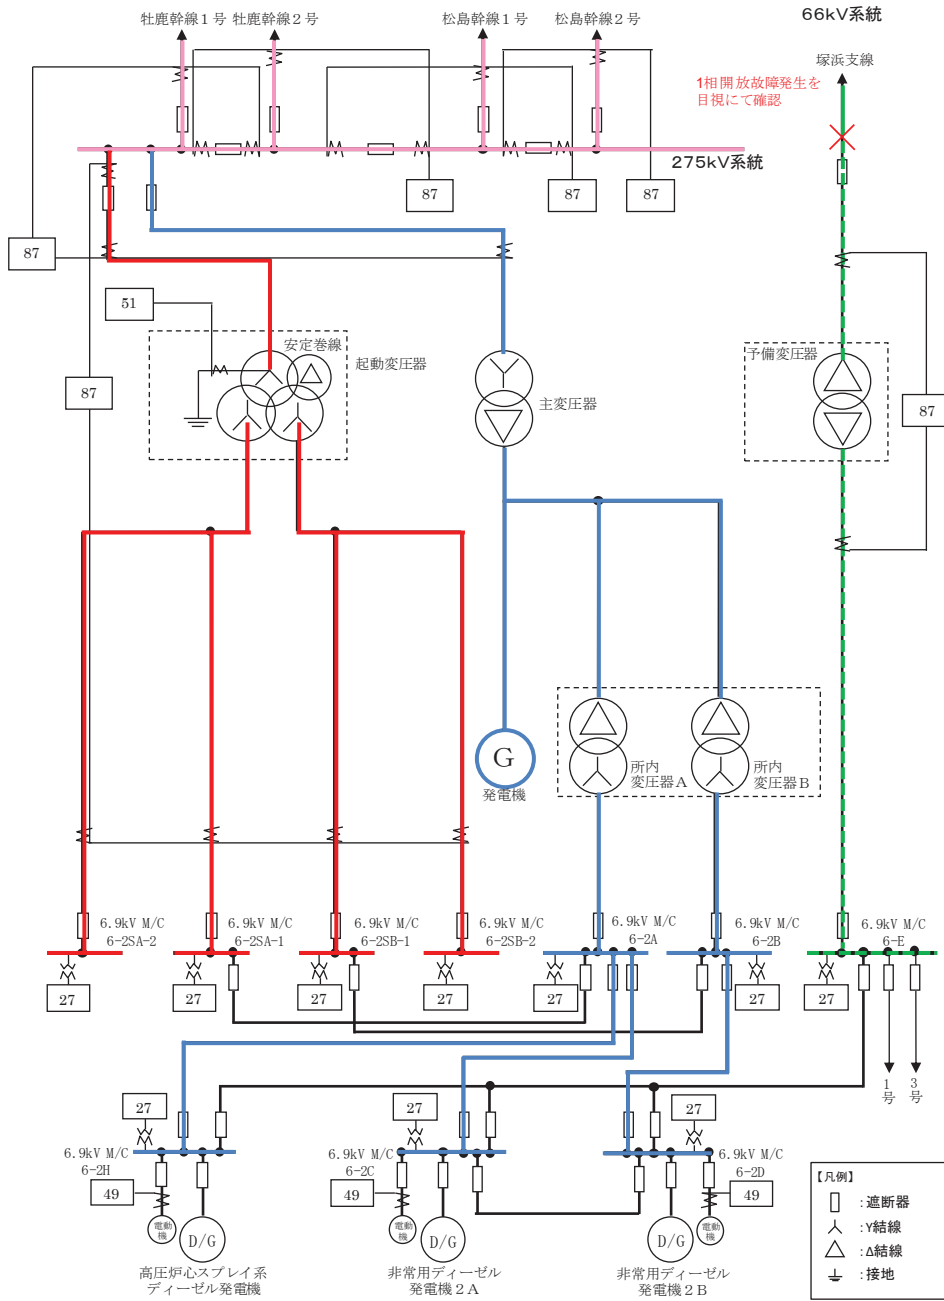 66kV系統
牡鹿幹線1号
牡鹿幹線2号
松島幹線1号
松島幹線2号
塚浜支線
1相開放故障発生を
目視にて確認
275kV系統
87
87
87
87
51
安定巻線
起動変圧器
予備変圧器
87
主変圧器
87
G
発電機
所内
変圧器A
所内
変圧器B
6.9kV M/C
6-2SA-2
6.9kV M/C
6-2SA-1
6.9kV M/C
6-2SB-1
6.9kV M/C
6-2SB-2
6.9kV M/C
6-2A
6.9kV M/C
6-2B
6.9kV M/C
6-E
27
27
27
27
27
27
27
1号
3号
27
27
27
6.9kV M/C
6-2H
6.9kV M/C
6-2C
6.9kV M/C
6-2D
49
49
49
電動機
D/G
電動機
D/G
D/G
電動機
高圧炉心スプレイ系
ディーゼル発電機
非常用ディーゼル
発電機2A
非常用ディーゼル
発電機2B
【凡例】
:遮断器
:Y結線
:Δ結線
:接地